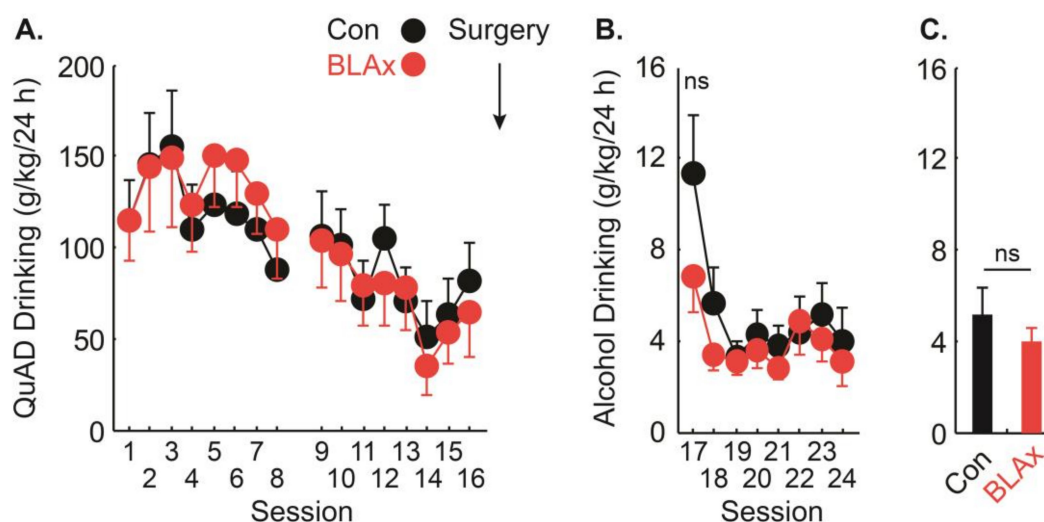 A.
Con Surgery
BLAx
QuAD Drinking (g/kg/24 h)
200
150
100
50
0
1 3 5 7 9 11 13 15
2 4 6 8 10 12 14 16
Session
B.
ns
Alcohol Drinking (g/kg/24 h)
16
12
8
4
0
17 19 21 23
18 20 22 24
Session
C.
16
12
8
4
0
ns
Con
BLAx